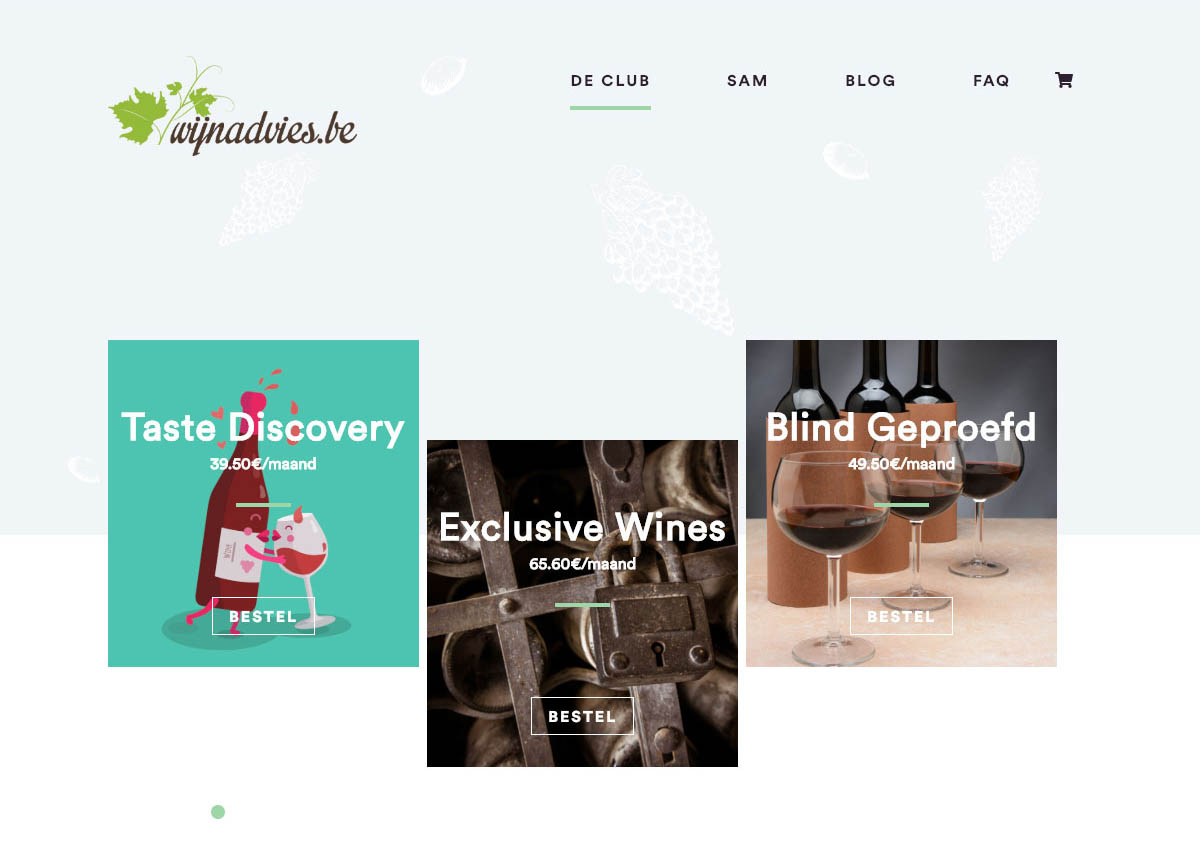 wijnadvies.be
DE CLUB SAM BLOG FAQ
Taste Discovery
39.50€/maand
WINE
BESTEL
Exclusive Wines
65.60€/maand
BESTEL
Blind Geproefd
49.50€/maand
BESTEL